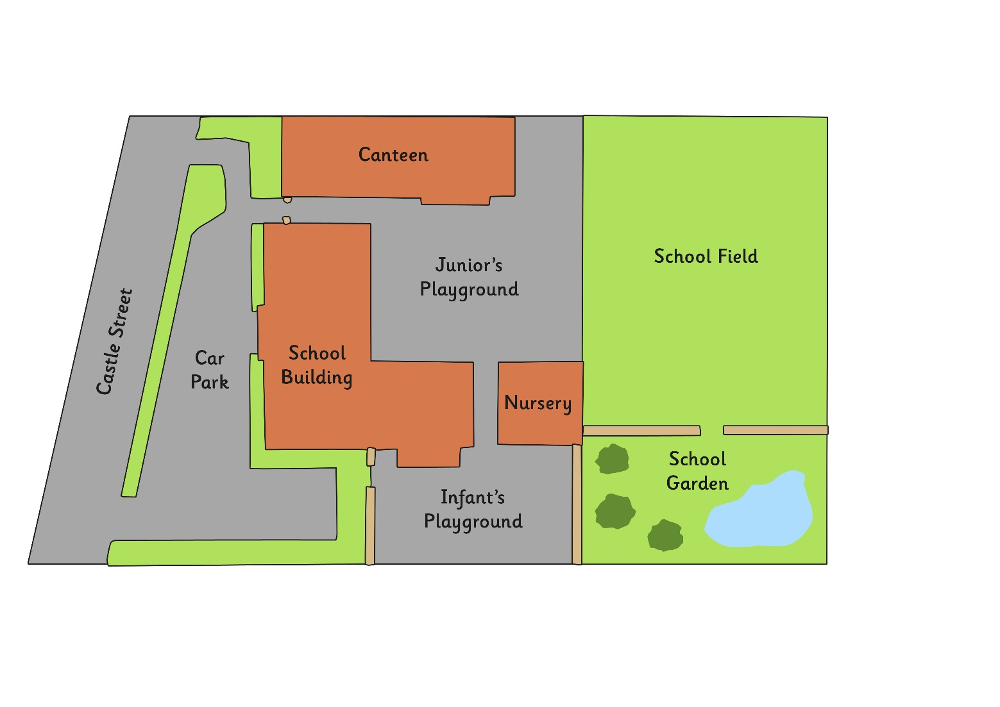 Canteen
School Field
Junior's
Playground
Castle Street
Car
Park
School
Building
Nursery
School
Garden
Infant's
Playground